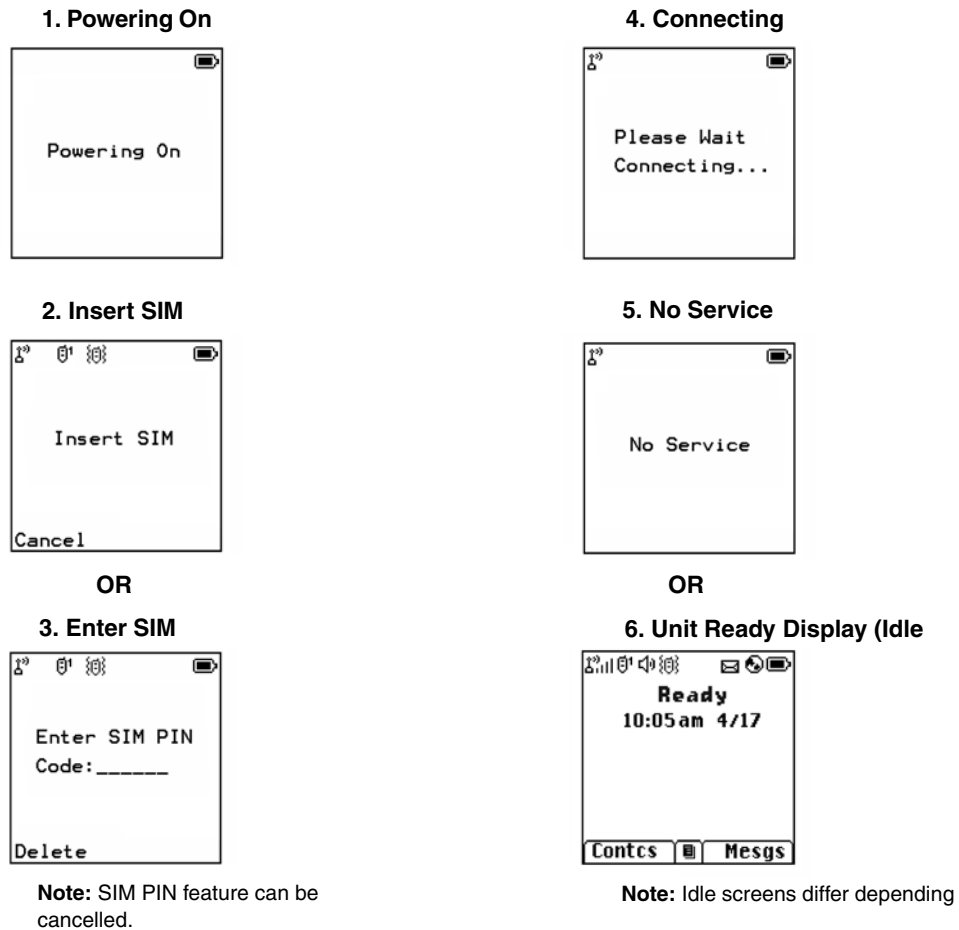 1. Powering On
Powering On
2. Insert SIM
Insert SIM
Cancel
OR
3. Enter SIM
Enter SIM PIN
Code:______
Delete
Note: SIM PIN feature can be
cancelled.
4. Connecting
Please Wait
Connecting...
5. No Service
No Service
OR
6. Unit Ready Display (Idle
Ready
10:05am 4/17
Contcs Mesgs
Note: Idle screens differ depending